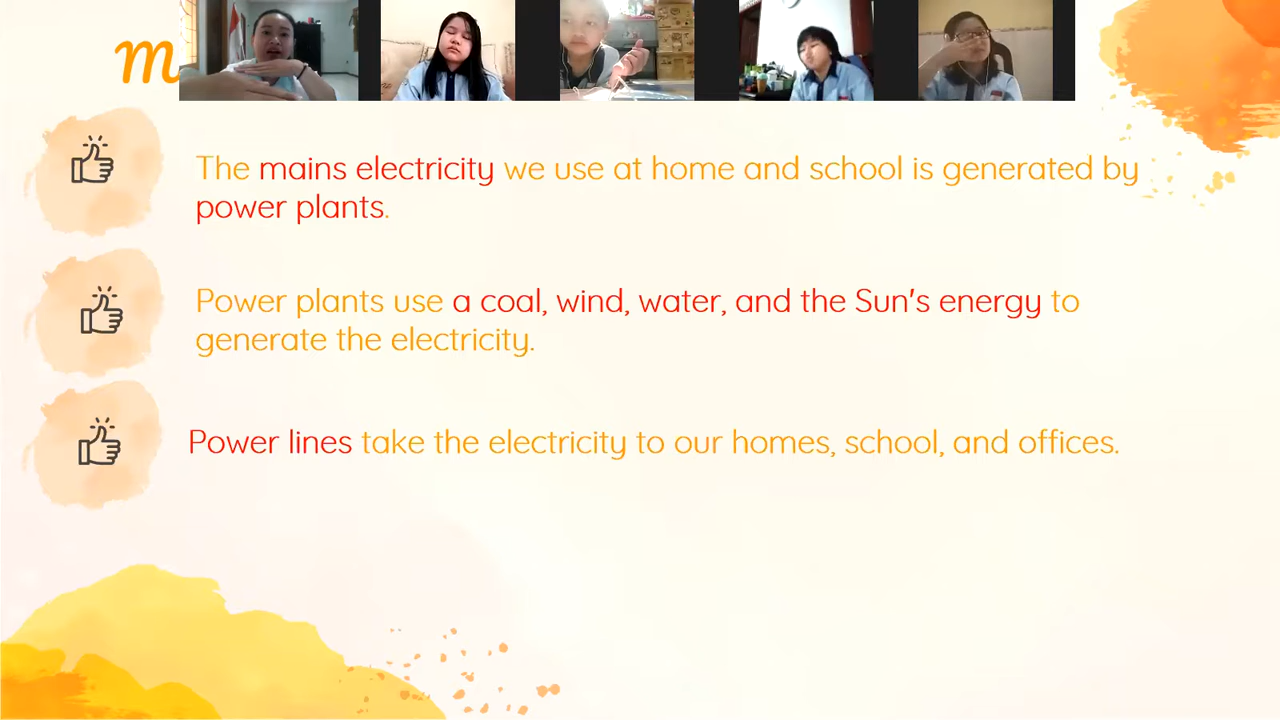 m
The mains electricity we use at home and school is generated by
power plants.
Power plants use a coal, wind, water, and the Sun's energy to
generate the electricity.
Power lines take the electricity to our homes, school, and offices.